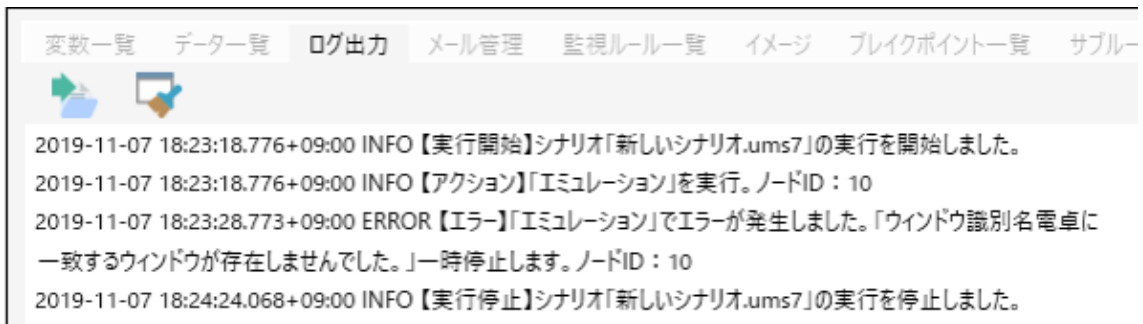 変数一覧 データ一覧 ログ出力 メール管理 監視ルール一覧 イメージ ブレイクポイント一覧 サブルー
2019-11-07 18:23:18.776+09:00 INFO 【実行開始】シナリオ「新しいシナリオ.ums7」の実行を開始しました。
2019-11-07 18:23:18.776+09:00 INFO 【アクション】「エミュレーション」を実行。ノードID：10
2019-11-07 18:23:28.773+09:00 ERROR 【エラー】「エミュレーション」でエラーが発生しました。「ウィンドウ識別名電卓に
一致するウィンドウが存在しませんでした。」一時停止します。ノードID：10
2019-11-07 18:24:24.068+09:00 INFO 【実行停止】シナリオ「新しいシナリオ.ums7」の実行を停止しました。